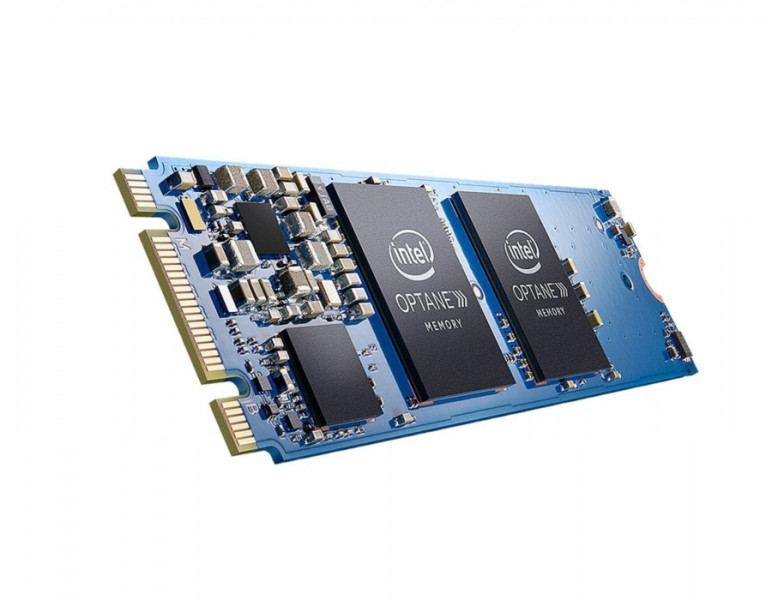 M
B
intel
OPTANE
MEMORY
intel
OPTANE
MEMORY